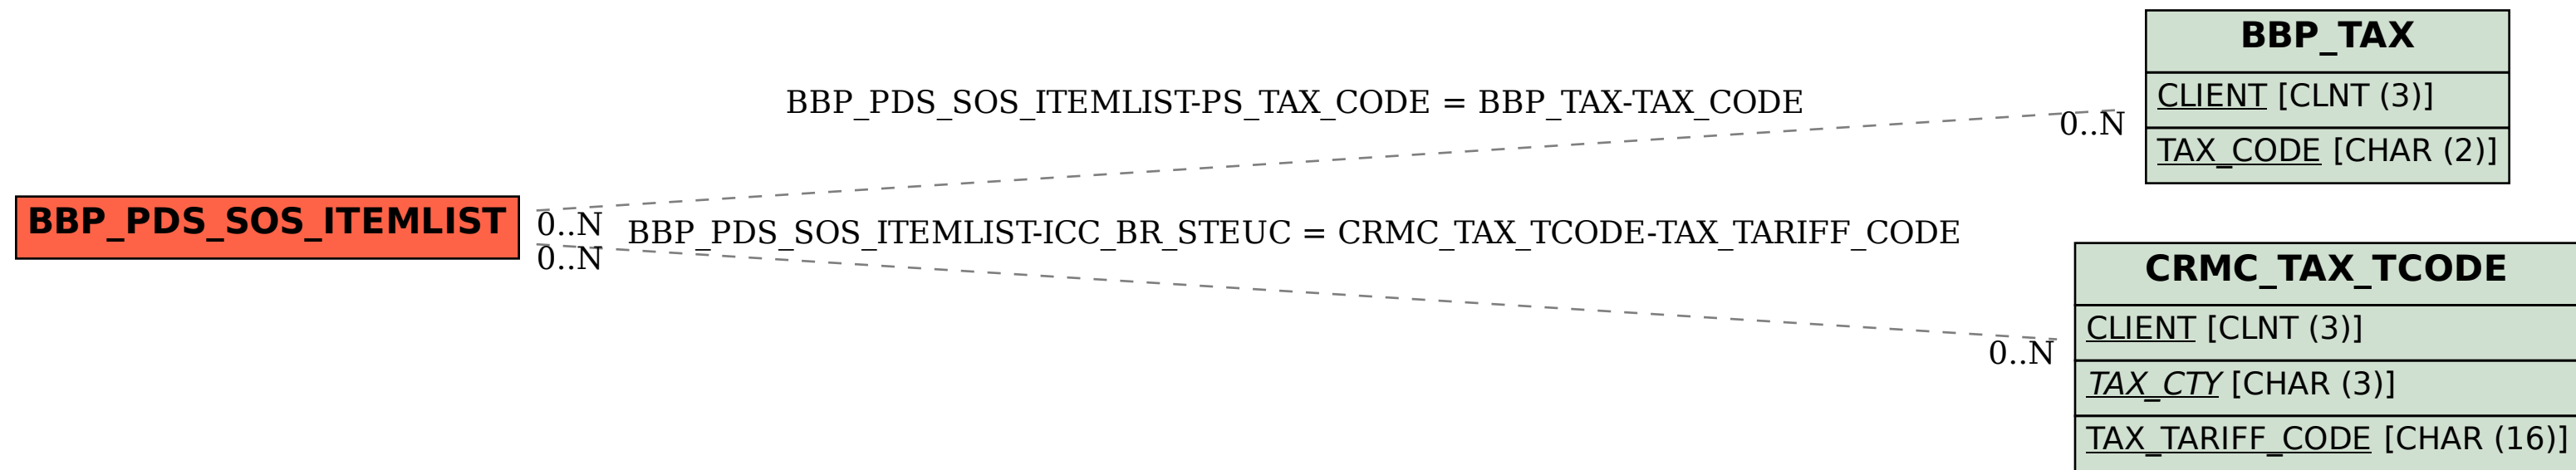 BBP_TAX
CLIENT [CLNT (3)]
TAX_CODE [CHAR (2)]
BBP_PDS_SOS_ITEMLIST-PS_TAX_CODE = BBP_TAX-TAX_CODE
0..N
BBP_PDS_SOS_ITEMLIST
0..N
BBP_PDS_SOS_ITEMLIST-ICC_BR_STEUC = CRMC_TAX_TCODE-TAX_TARIFF_CODE
0..N
0..N
CRMC_TAX_TCODE
CLIENT [CLNT (3)]
TAX_CTY [CHAR (3)]
TAX_TARIFF_CODE [CHAR (16)]